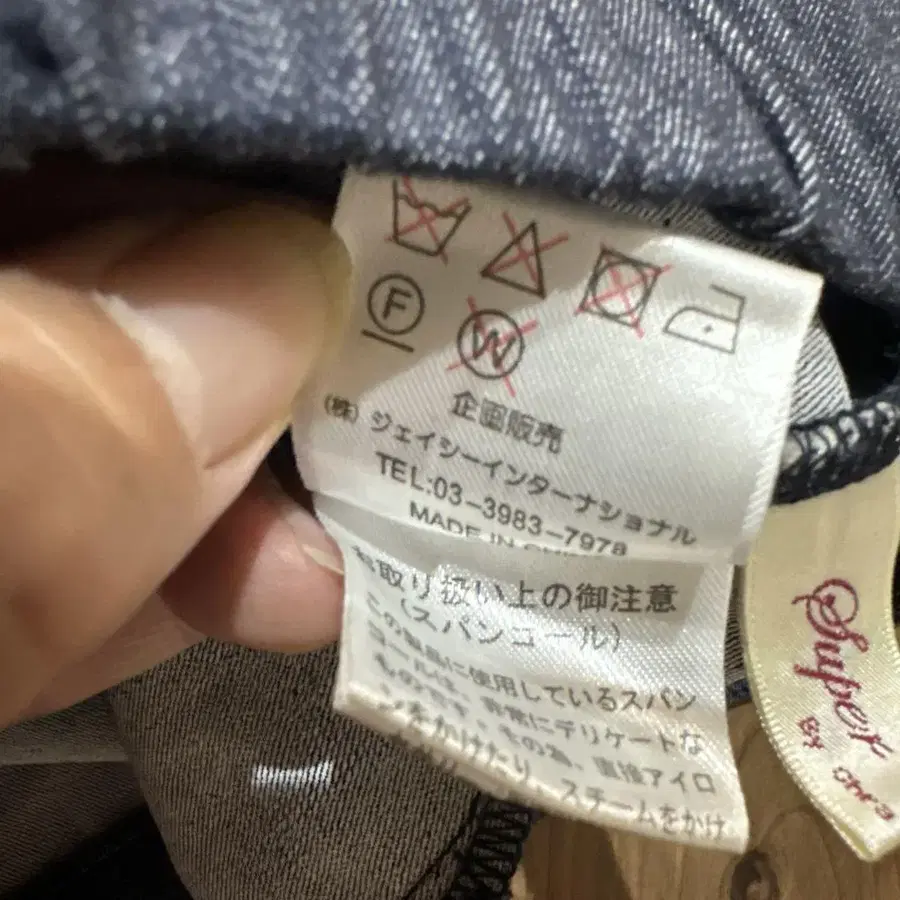 F
W
企画販売
(株)ジェイシーインターナショナル
TEL:03-3983-7978
MADE IN
お取り扱い上の御注意
(スパンコール)
この製品に使用しているスパン
コールは、非常にデリケートな
ものです。その為、直接アイロ
ンをかけたり、スチームをかけ
Super